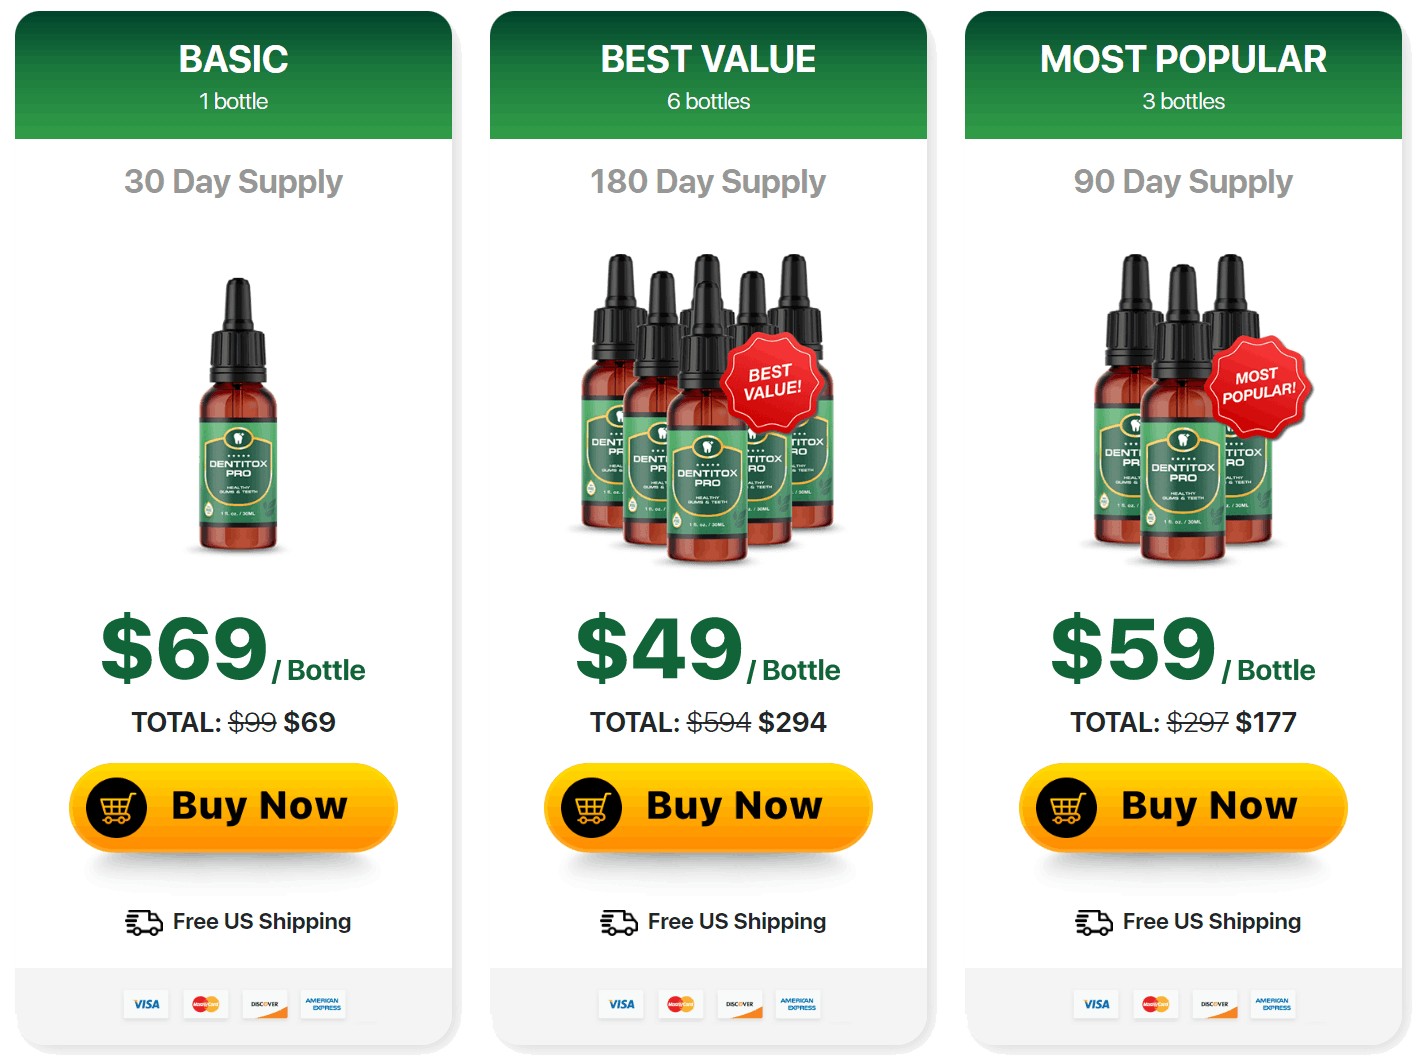 BASIC
1 bottle
30 Day Supply
DENTITOX
PRO
HEALTHY
GUMS & TEETH
1 fl. oz. / 30ML
$69 / Bottle
TOTAL: $99 $69
Buy Now
Free US Shipping
VISA
MasterCard
DISCOVER
AMERICAN
EXPRESS
BEST VALUE
6 bottles
180 Day Supply
BEST
VALUE!
DENTITOX
PRO
HEALTHY
GUMS & TEETH
1 fl. oz. / 30ML
$49 / Bottle
TOTAL: $594 $294
Buy Now
Free US Shipping
VISA
MasterCard
DISCOVER
AMERICAN
EXPRESS
MOST POPULAR
3 bottles
90 Day Supply
MOST
POPULAR!
DENTITOX
PRO
HEALTHY
GUMS & TEETH
1 fl. oz. / 30ML
$59 / Bottle
TOTAL: $297 $177
Buy Now
Free US Shipping
VISA
MasterCard
DISCOVER
AMERICAN
EXPRESS